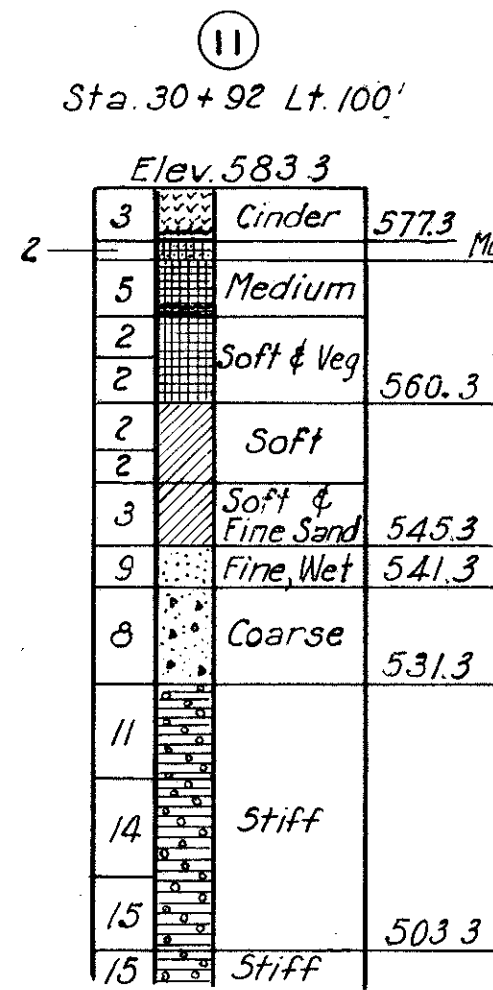 11
Sta. 30+92 Lt. 100'
Elev. 583 3
3 Cinder 577.3
2
5 Medium
2 Soft & Veg
2 560.3
2 Soft
2
3 Soft &
Fine Sand 545.3
9 Fine, Wet 541.3
8 Coarse 531.3
11
14 Stiff
15 503 3
15 Stiff